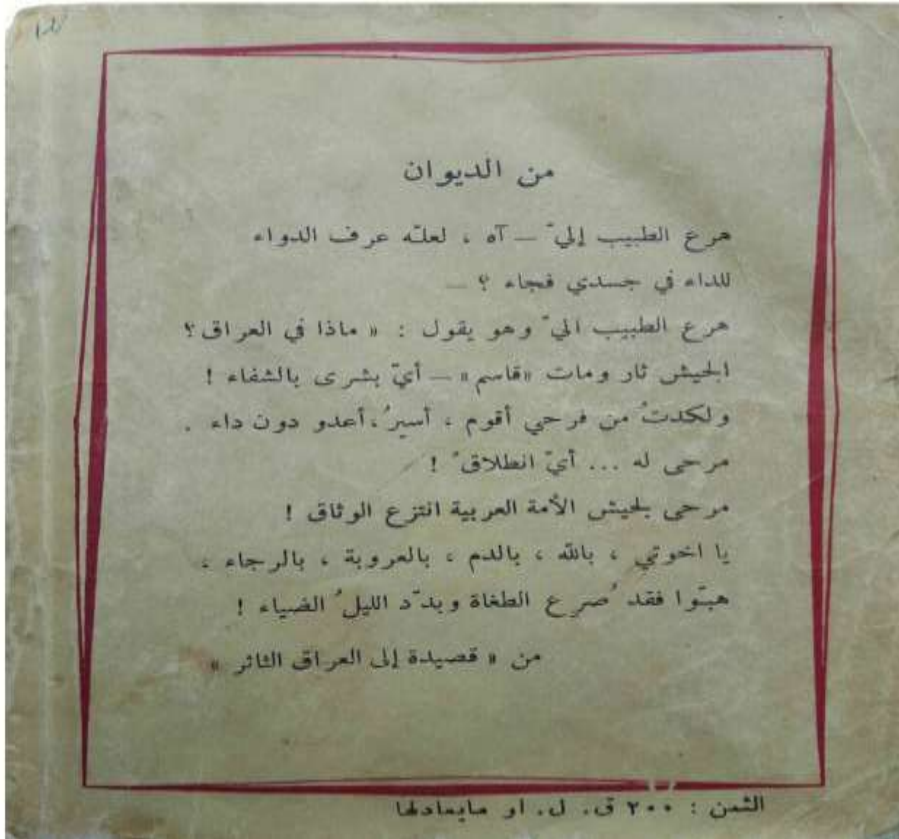 من الديوان
هرع الطبيب إليّ — آه ، لعلّه عرف الدواء
للداء في جسدي فجاء ؟ —
هرع الطبيب اليّ وهو يقول : « ماذا في العراق ؟
الجيش ثار ومات «قاسم» — أيّ بشرى بالشفاء !
ولكدتُ من فرحي أقوم ، أسيرُ ، أعدو دون داء .
مرحى له ... أيّ انطلاقْ !
مرحى لجيش الأمة العربية انتزع الوثاق !
يا اخوتي ، بالله ، بالدم ، بالعروبة ، بالرجاء ،
هبّوا فقد صُرع الطغاة وبدّد الليلُ الضياء !
من « قصيدة إلى العراق الثائر »
الثمن : ٢٠٠ ق. ل. او مايعادلها